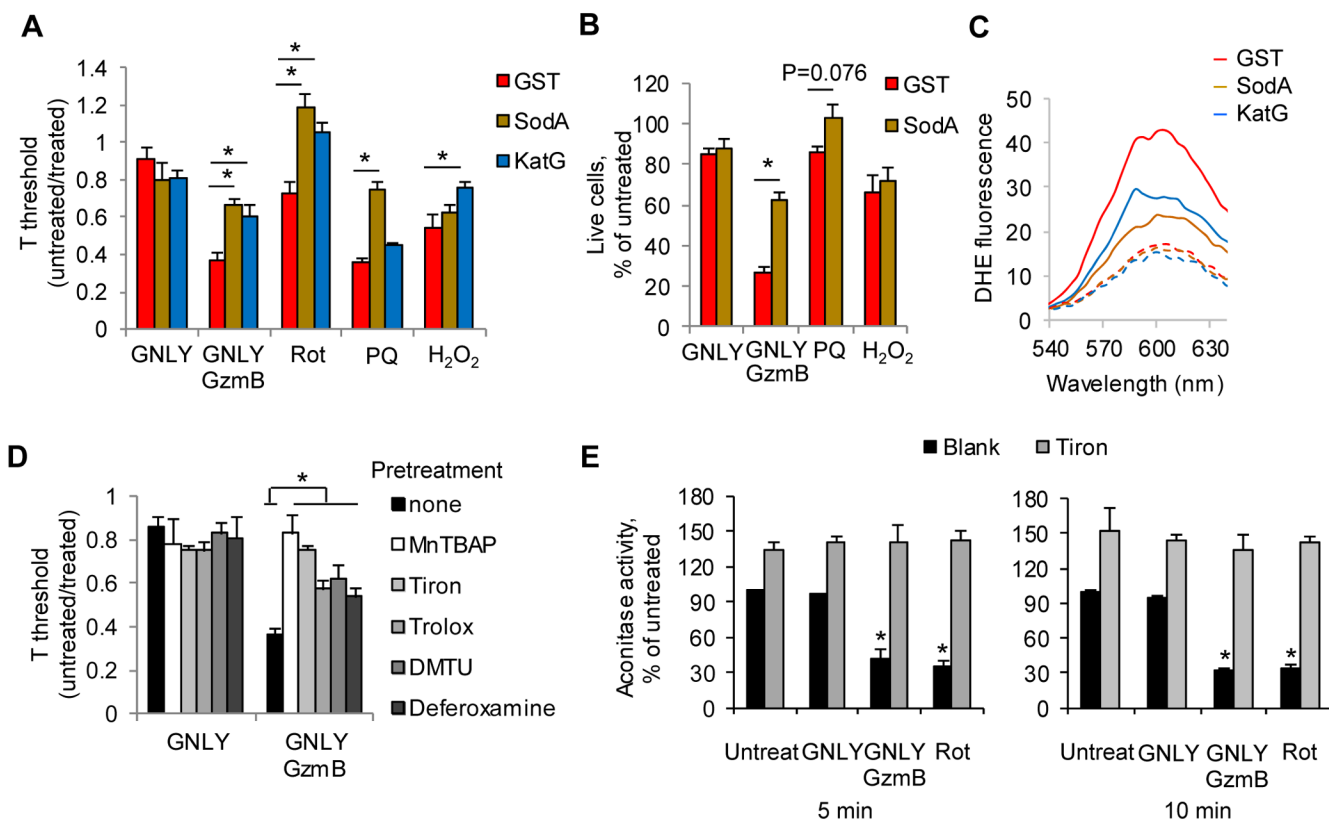 A
T threshold
(untreated/treated)
1.4
1.2
1
0.8
0.6
0.4
0.2
0
*
*
*
*
*
*
GNLY
GNLY
GzmB
Rot
PQ
H₂O₂
GST
SodA
KatG
B
Live cells,
% of untreated
120
100
80
60
40
20
0
*
P=0.076
GNLY
GNLY
GzmB
PQ
H₂O₂
GST
SodA
C
GST
SodA
KatG
DHE fluorescence
50
40
30
20
10
0
540
570
600
630
Wavelength (nm)
D
T threshold
(untreated/treated)
1
0.8
0.6
0.4
0.2
0
*
GNLY
GNLY
GzmB
Pretreatment
none
MnTBAP
Tiron
Trolox
DMTU
Deferoxamine
E
Blank
Tiron
Aconitase activity,
% of untreated
180
150
120
90
60
30
0
*
*
Untreat
GNLY
GNLY
GzmB
Rot
5 min
180
150
120
90
60
30
0
*
*
Untreat
GNLY
GNLY
GzmB
Rot
10 min